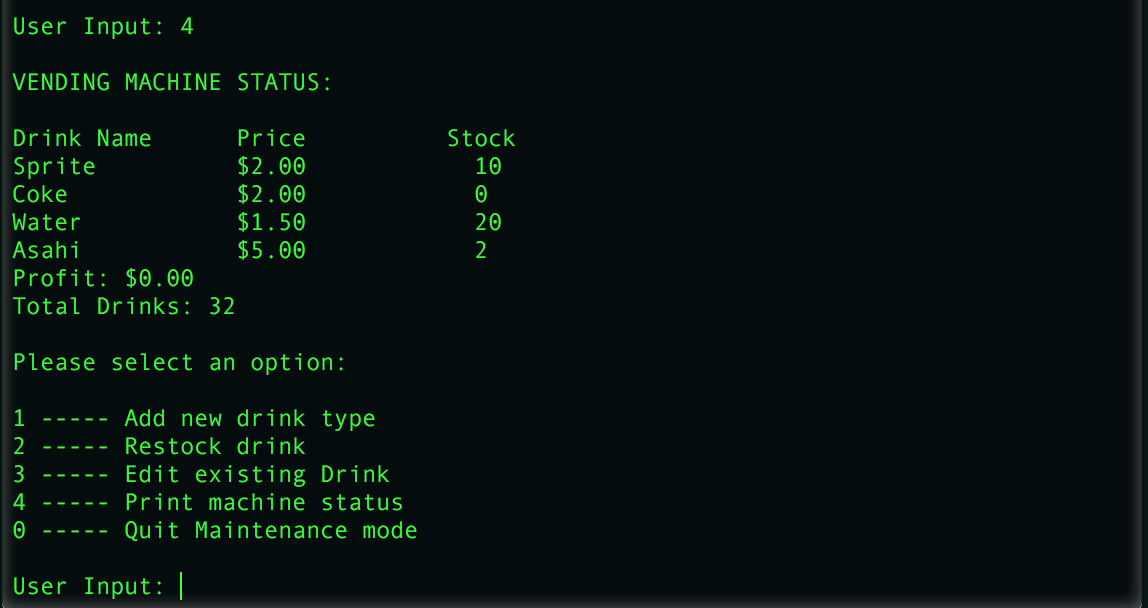 User Input: 4
VENDING MACHINE STATUS:
Drink Name Price Stock
Sprite $2.00 10
Coke $2.00 0
Water $1.50 20
Asahi $5.00 2
Profit: $0.00
Total Drinks: 32
Please select an option:
1 ----- Add new drink type
2 ----- Restock drink
3 ----- Edit existing Drink
4 ----- Print machine status
0 ----- Quit Maintenance mode
User Input: